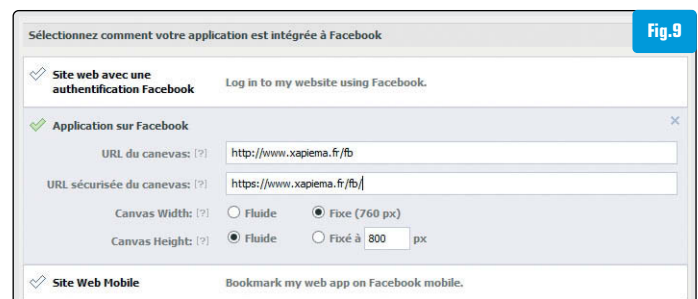 Fig.9
Sélectionnez comment votre application est intégrée à Facebook
Site web avec une
authentification Facebook
Log in to my website using Facebook.
Application sur Facebook
URL du canevas: [?] http://www.xapiema.fr/fb
URL sécurisée du canevas: [?] https://www.xapiema.fr/fb/
Canvas Width: [?] Fluide Fixe (760 px)
Canvas Height: [?] Fluide Fixé à 800 px
Site Web Mobile Bookmark my web app on Facebook mobile.